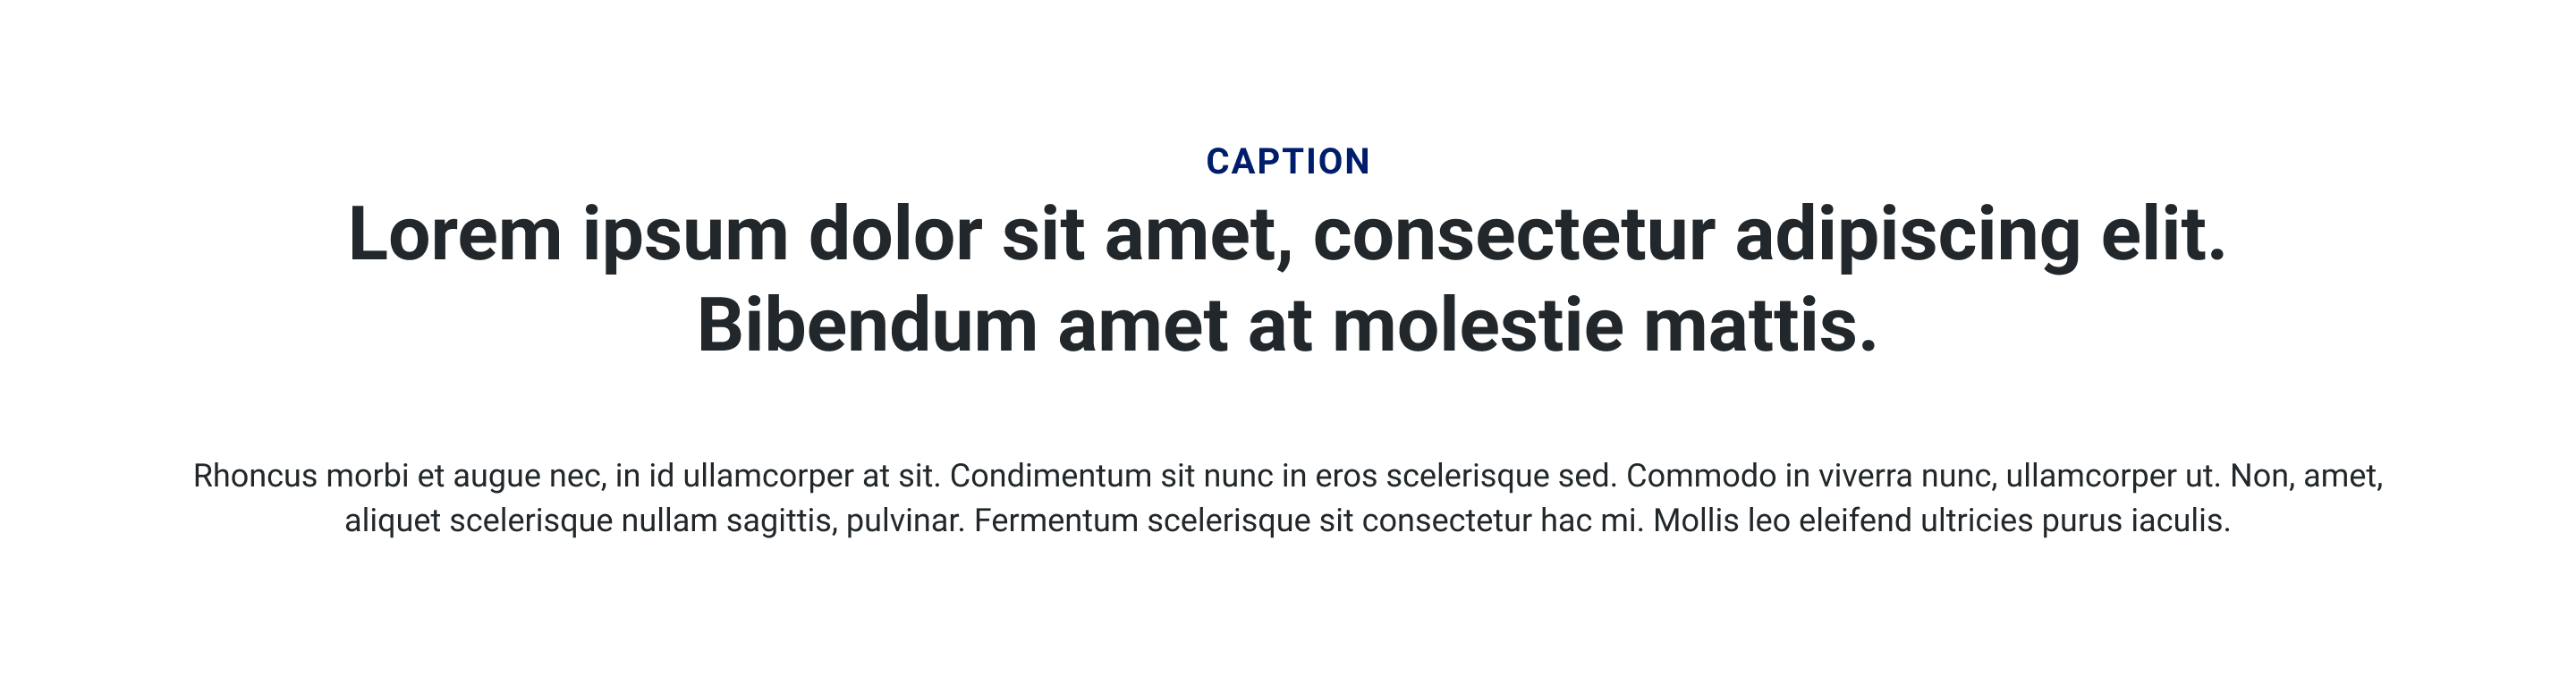 CAPTION
Lorem ipsum dolor sit amet, consectetur adipiscing elit.
Bibendum amet at molestie mattis.
Rhoncus morbi et augue nec, in id ullamcorper at sit. Condimentum sit nunc in eros scelerisque sed. Commodo in viverra nunc, ullamcorper ut. Non, amet,
aliquet scelerisque nullam sagittis, pulvinar. Fermentum scelerisque sit consectetur hac mi. Mollis leo eleifend ultricies purus iaculis.